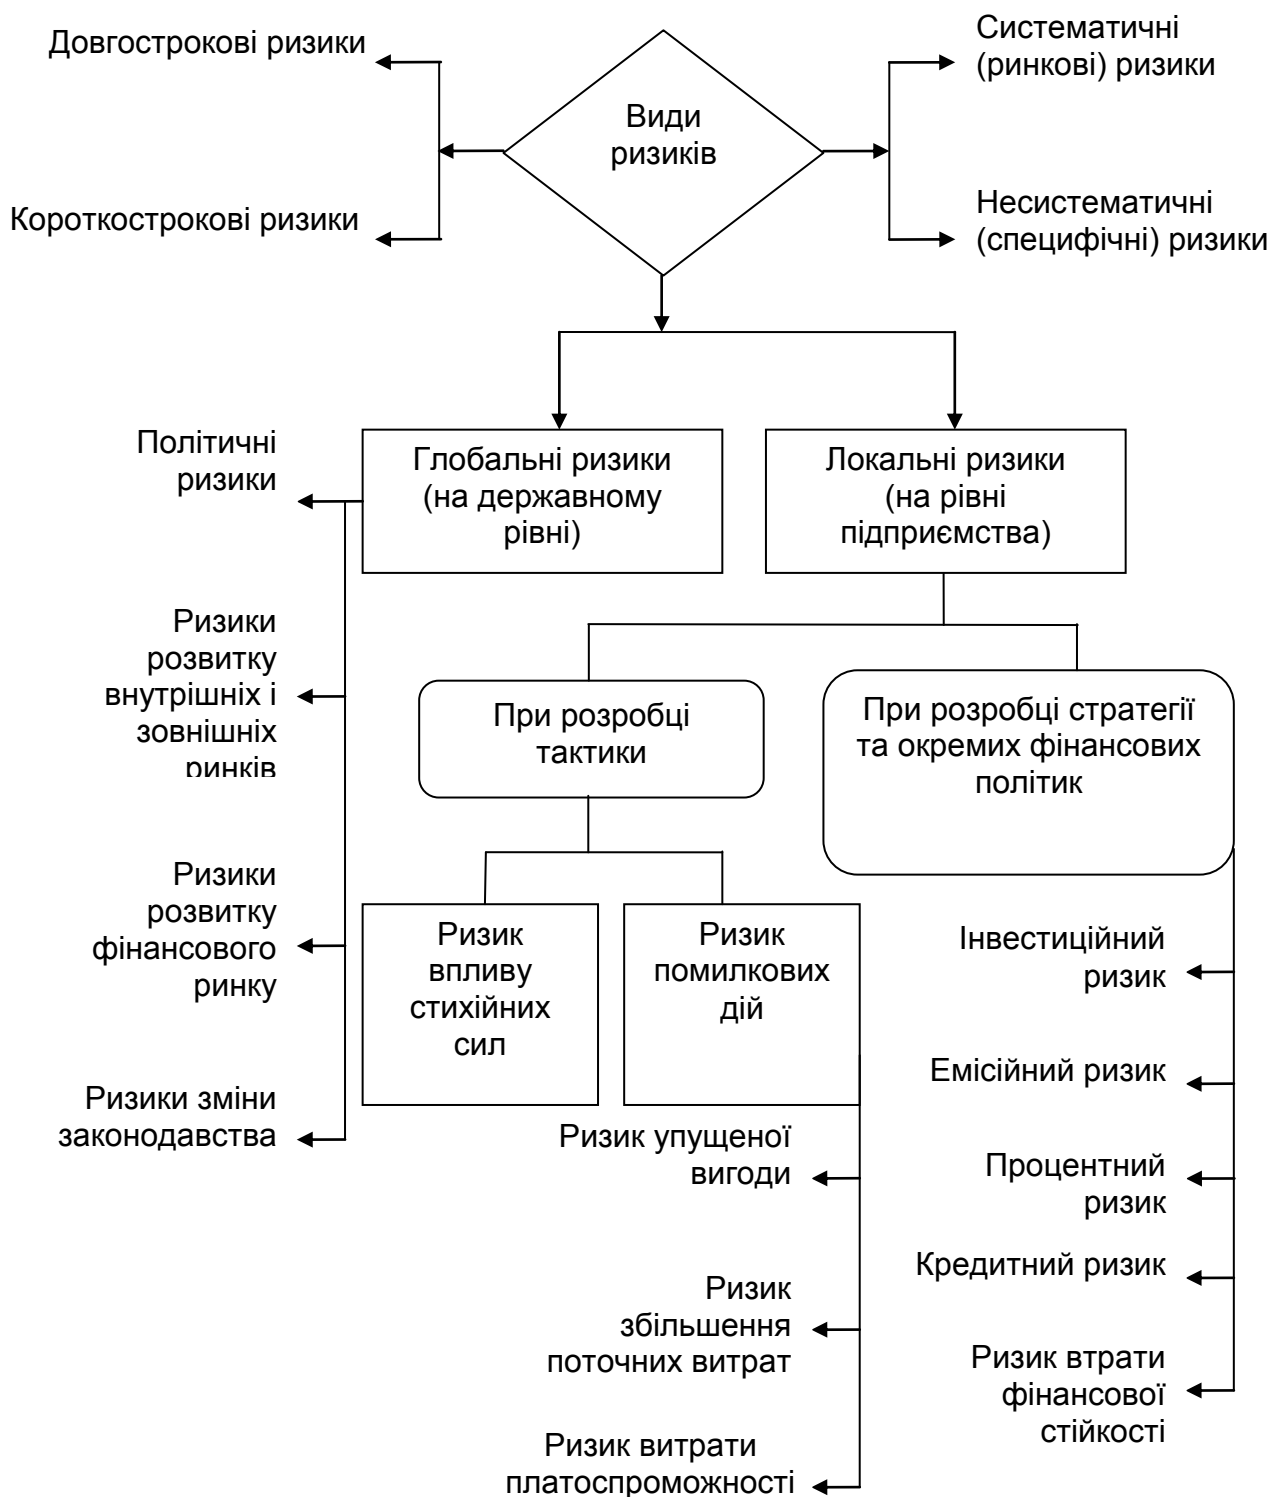 Довгострокові ризики
Систематичні
(ринкові) ризики
Види
ризиків
Короткострокові ризики
Несистематичні
(специфічні) ризики
Політичні
ризики
Глобальні ризики
(на державному
рівні)
Локальні ризики
(на рівні
підприємства)
Ризики
розвитку
внутрішніх і
зовнішніх
ринків
При розробці
тактики
При розробці стратегії
та окремих фінансових
політик
Ризики
розвитку
фінансового
ринку
Ризик
впливу
стихійних
сил
Ризик
помилкових
дій
Інвестиційний
ризик
Емісійний ризик
Ризики зміни
законодавства
Ризик упущеної
вигоди
Процентний
ризик
Кредитний ризик
Ризик
збільшення
поточних витрат
Ризик втрати
фінансової
стійкості
Ризик витрати
платоспроможності